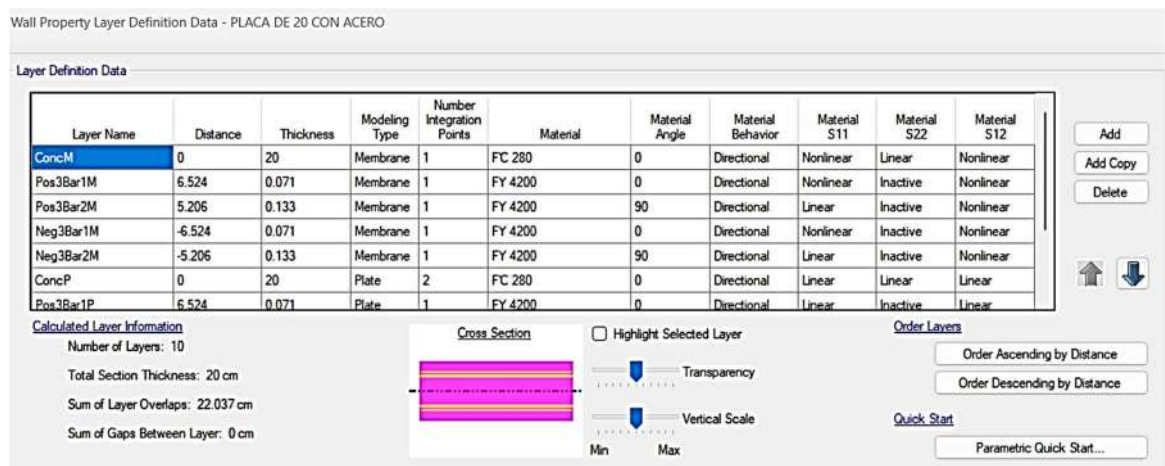 Wall Property Layer Definition Data - PLACA DE 20 CON ACERO
Layer Definition Data
Layer Name Distance Thickness Modeling Type Number Integration Points Material Material Angle Material Behavior Material S11 Material S22 Material S12
ConcM 0 20 Membrane 1 F'C 280 0 Directional Nonlinear Linear Nonlinear
Pos3Bar1M 6.524 0.071 Membrane 1 FY 4200 0 Directional Nonlinear Inactive Nonlinear
Pos3Bar2M 5.206 0.133 Membrane 1 FY 4200 90 Directional Linear Inactive Nonlinear
Neg3Bar1M -6.524 0.071 Membrane 1 FY 4200 0 Directional Nonlinear Inactive Nonlinear
Neg3Bar2M -5.206 0.133 Membrane 1 FY 4200 90 Directional Linear Inactive Nonlinear
ConcP 0 20 Plate 2 F'C 280 0 Directional Linear Linear Linear
Pos3Bar1P 6.524 0.071 Plate 1 FY 4200 0 Directional Linear Inactive Linear
Add
Add Copy
Delete
Calculated Layer Information
Number of Layers: 10
Total Section Thickness: 20 cm
Sum of Layer Overlaps: 22.037 cm
Sum of Gaps Between Layer: 0 cm
Cross Section
Highlight Selected Layer
Transparency
Vertical Scale
Min Max
Order Layers
Order Ascending by Distance
Order Descending by Distance
Quick Start
Parametric Quick Start...